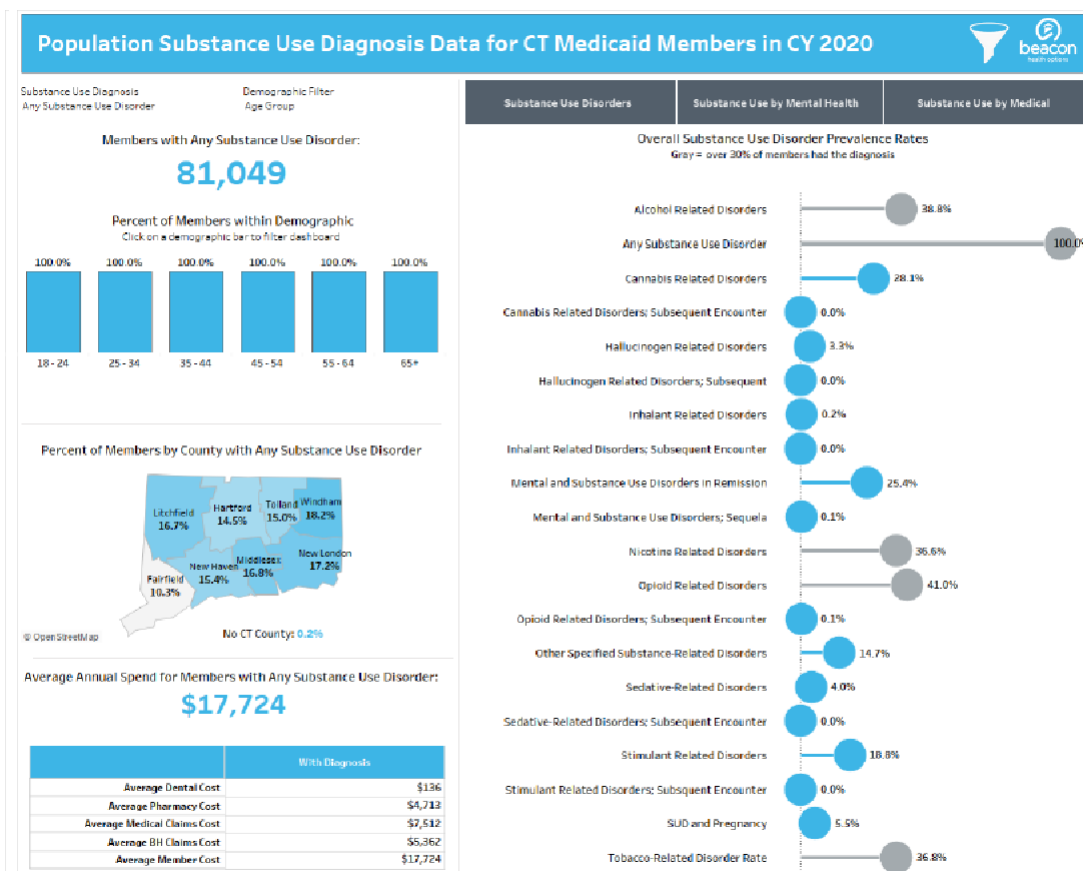 Population Substance Use Diagnosis Data for CT Medicaid Members in CY 2020
beacon
health options
Substance Use Diagnosis
Any Substance Use Disorder
Demographic Filter
Age Group
Members with Any Substance Use Disorder:
81,049
Percent of Members within Demographic
Click on a demographic bar to filter dashboard
100.0% 100.0% 100.0% 100.0% 100.0% 100.0%
18 - 24 25 - 34 35 - 44 45 - 54 55 - 64 65+
Percent of Members by County with Any Substance Use Disorder
Litchfield
16.7%
Hartford
14.5%
Tolland
15.0%
Windham
18.2%
New London
17.2%
Middlesex
16.8%
New Haven
15.4%
Fairfield
10.3%
© OpenStreetMap
No CT County: 0.2%
Average Annual Spend for Members with Any Substance Use Disorder:
$17,724
With Diagnosis
Average Dental Cost $136
Average Pharmacy Cost $4,713
Average Medical Claims Cost $7,512
Average BH Claims Cost $5,362
Average Member Cost $17,724
Substance Use Disorders
Substance Use by Mental Health
Substance Use by Medical
Overall Substance Use Disorder Prevalence Rates
Gray = over 30% of members had the diagnosis
Alcohol Related Disorders 38.8%
Any Substance Use Disorder 100.0%
Cannabis Related Disorders 28.1%
Cannabis Related Disorders; Subsequent Encounter 0.0%
Hallucinogen Related Disorders 3.3%
Hallucinogen Related Disorders; Subsequent 0.0%
Inhalant Related Disorders 0.2%
Inhalant Related Disorders; Subsequent Encounter 0.0%
Mental and Substance Use Disorders in Remission 25.4%
Mental and Substance Use Disorders; Sequela 0.1%
Nicotine Related Disorders 36.6%
Opioid Related Disorders 41.0%
Opioid Related Disorders; Subsequent Encounter 0.1%
Other Specified Substance-Related Disorders 14.7%
Sedative-Related Disorders 4.0%
Sedative-Related Disorders; Subsequent Encounter 0.0%
Stimulant Related Disorders 18.8%
Stimulant Related Disorders; Subsquent Encounter 0.0%
SUD and Pregnancy 5.5%
Tobacco-Related Disorder Rate 36.8%